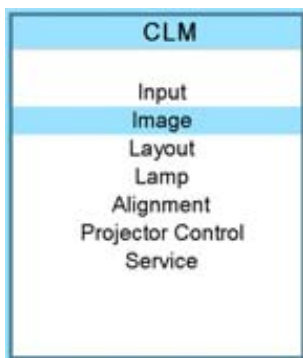 CLM
Input
Image
Layout
Lamp
Alignment
Projector Control
Service